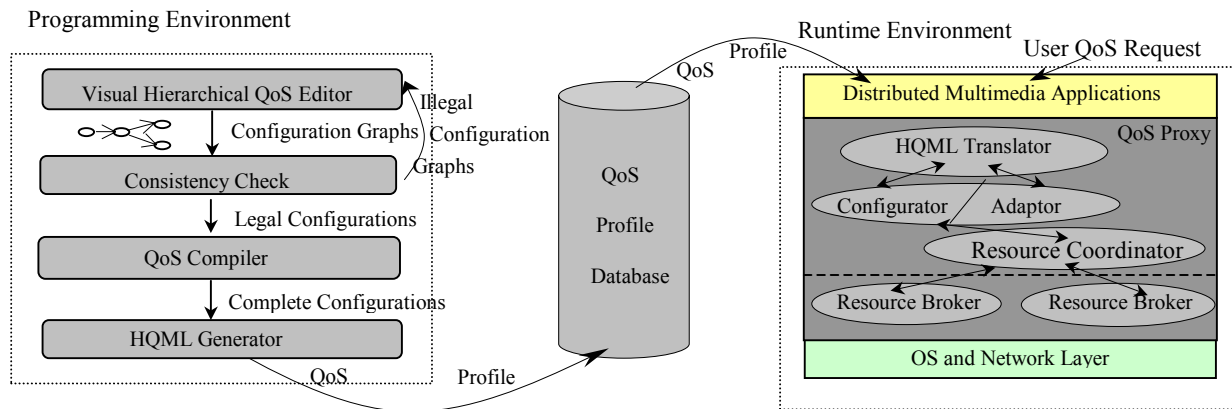 Programming Environment
Visual Hierarchical QoS Editor
Configuration Graphs
Illegal
Configuration
Graphs
Consistency Check
Legal Configurations
QoS Compiler
Complete Configurations
HQML Generator
QoS Profile
QoS
Profile
Database
QoS Profile
Runtime Environment
User QoS Request
Distributed Multimedia Applications
QoS Proxy
HQML Translator
Configurator Adaptor
Resource Coordinator
Resource Broker Resource Broker
OS and Network Layer